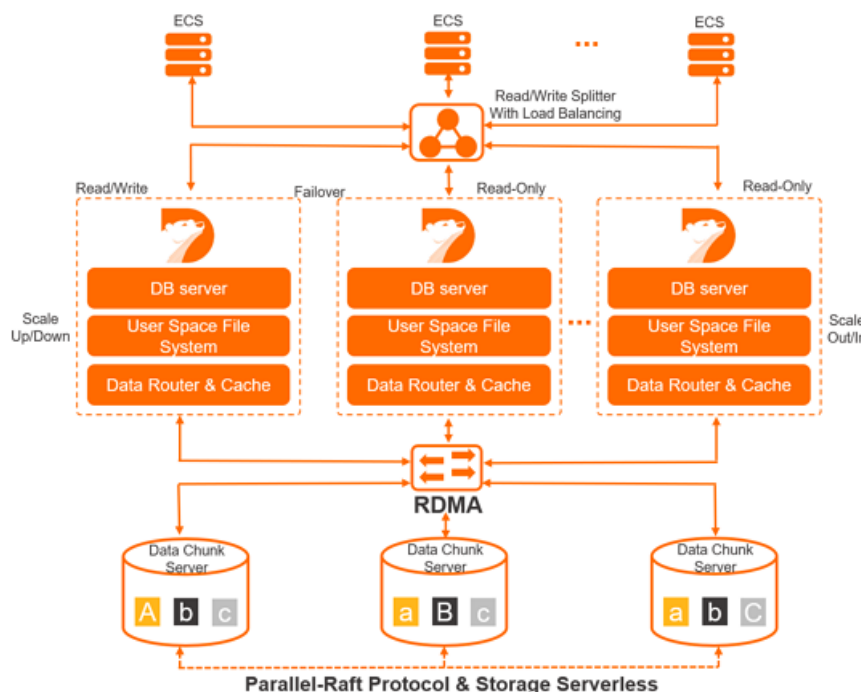 ECS
ECS
ECS
...
Read/Write Splitter
With Load Balancing
Read/Write
Failover
Read-Only
Read-Only
DB server
DB server
DB server
Scale
Up/Down
User Space File
System
User Space File
System
...
User Space File
System
Scale
Out/In
Data Router & Cache
Data Router & Cache
Data Router & Cache
RDMA
Data Chunk
Server
Data Chunk
Server
Data Chunk
Server
A b c
a B c
a b C
Parallel-Raft Protocol & Storage Serverless